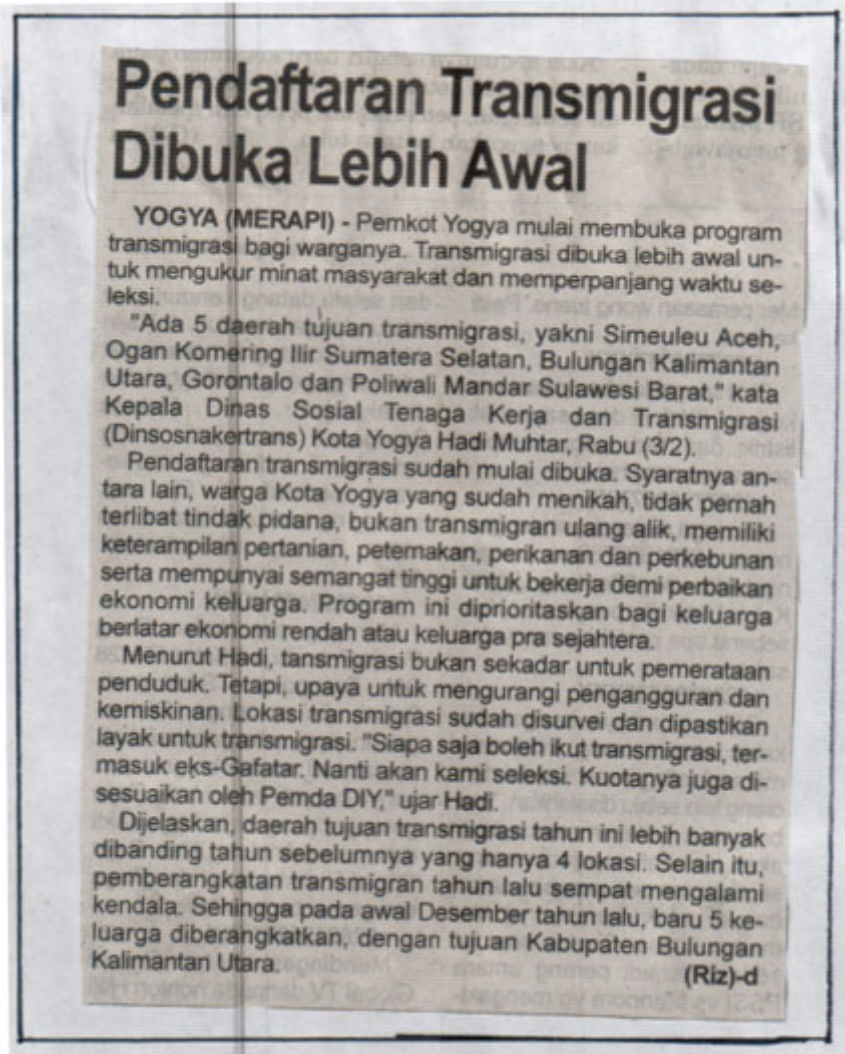 Pendaftaran Transmigrasi
Dibuka Lebih Awal
YOGYA (MERAPI) - Pemkot Yogya mulai membuka program
transmigrasi bagi warganya. Transmigrasi dibuka lebih awal un-
tuk mengukur minat masyarakat dan memperpanjang waktu se-
leksi.
"Ada 5 daerah tujuan transmigrasi, yakni Simeuleu Aceh,
Ogan Komering Ilir Sumatera Selatan, Bulungan Kalimantan
Utara, Gorontalo dan Poliwali Mandar Sulawesi Barat," kata
Kepala Dinas Sosial Tenaga Kerja dan Transmigrasi
(Dinsosnakertrans) Kota Yogya Hadi Muhtar, Rabu (3/2).
Pendaftaran transmigrasi sudah mulai dibuka. Syaratnya an-
tara lain, warga Kota Yogya yang sudah menikah, tidak pernah
terlibat tindak pidana, bukan transmigran ulang alik, memiliki
keterampilan pertanian, peternakan, perikanan dan perkebunan
serta mempunyai semangat tinggi untuk bekerja demi perbaikan
ekonomi keluarga. Program ini diprioritaskan bagi keluarga
berlatar ekonomi rendah atau keluarga pra sejahtera.
Menurut Hadi, tansmigrasi bukan sekadar untuk pemerataan
penduduk. Tetapi, upaya untuk mengurangi pengangguran dan
kemiskinan. Lokasi transmigrasi sudah disurvei dan dipastikan
layak untuk transmigrasi. "Siapa saja boleh ikut transmigrasi, ter-
masuk eks-Gafatar. Nanti akan kami seleksi. Kuotanya juga di-
sesuaikan oleh Pemda DIY," ujar Hadi.
Dijelaskan, daerah tujuan transmigrasi tahun ini lebih banyak
dibanding tahun sebelumnya yang hanya 4 lokasi. Selain itu,
pemberangkatan transmigran tahun lalu sempat mengalami
kendala. Sehingga pada awal Desember tahun lalu, baru 5 ke-
luarga diberangkatkan, dengan tujuan Kabupaten Bulungan
Kalimantan Utara.
(Riz)-d